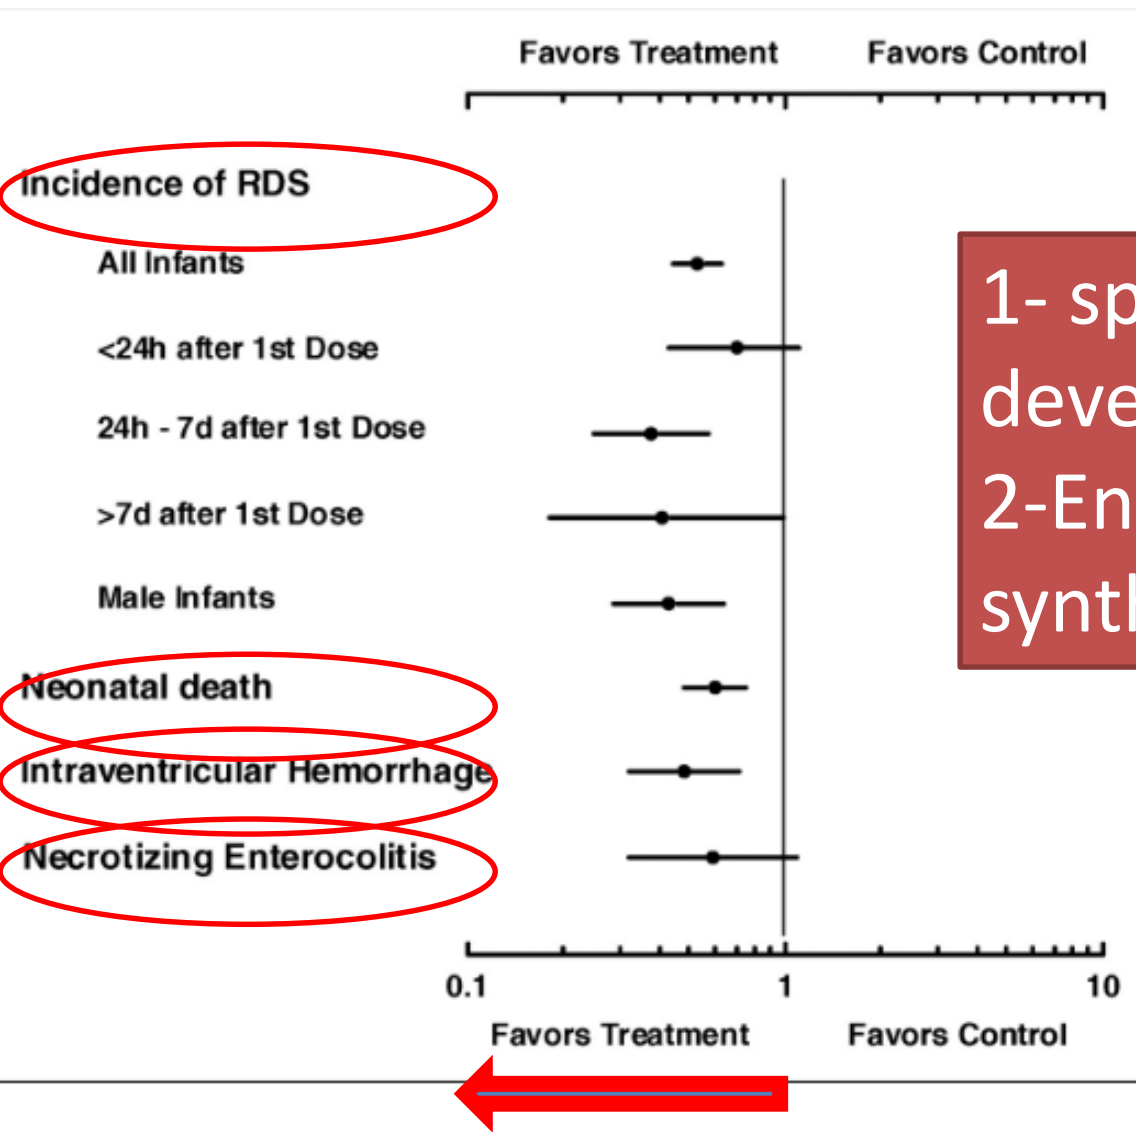 Favors Treatment Favors Control
Incidence of RDS
All Infants
<24h after 1st Dose
24h - 7d after 1st Dose
>7d after 1st Dose
Male Infants
Neonatal death
Intraventricular Hemorrhage
Necrotizing Enterocolitis
0.1 1 10
Favors Treatment Favors Control
1- sp
deve
2-En
synth